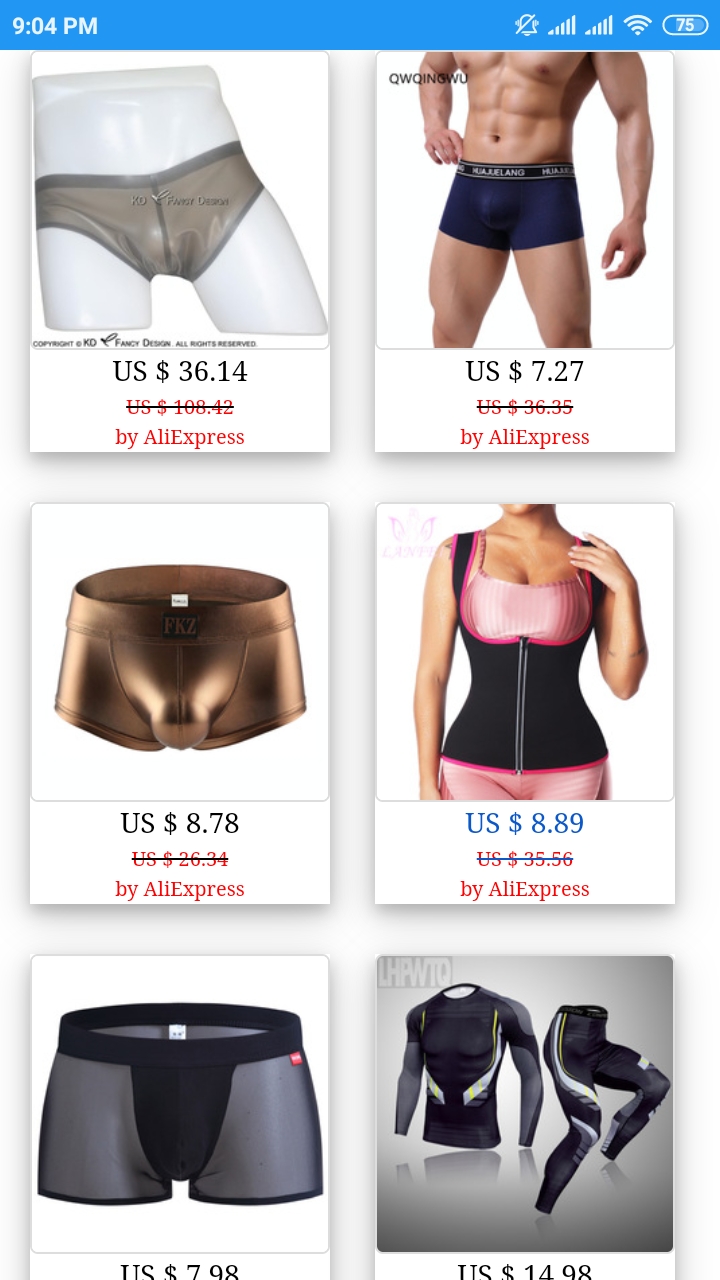 9:04 PM
75
KD FANCY DESIGN
COPYRIGHT © KD FANCY DESIGN. ALL RIGHTS RESERVED.
US $ 36.14
US $ 108.42
by AliExpress
QWQINGWU
HUAJUELANG HUAJUELANG
US $ 7.27
US $ 36.35
by AliExpress
FKZ
US $ 8.78
US $ 26.34
by AliExpress
US $ 8.89
US $ 35.56
by AliExpress
US $ 7.98
LHPWTQ
US $ 14.98